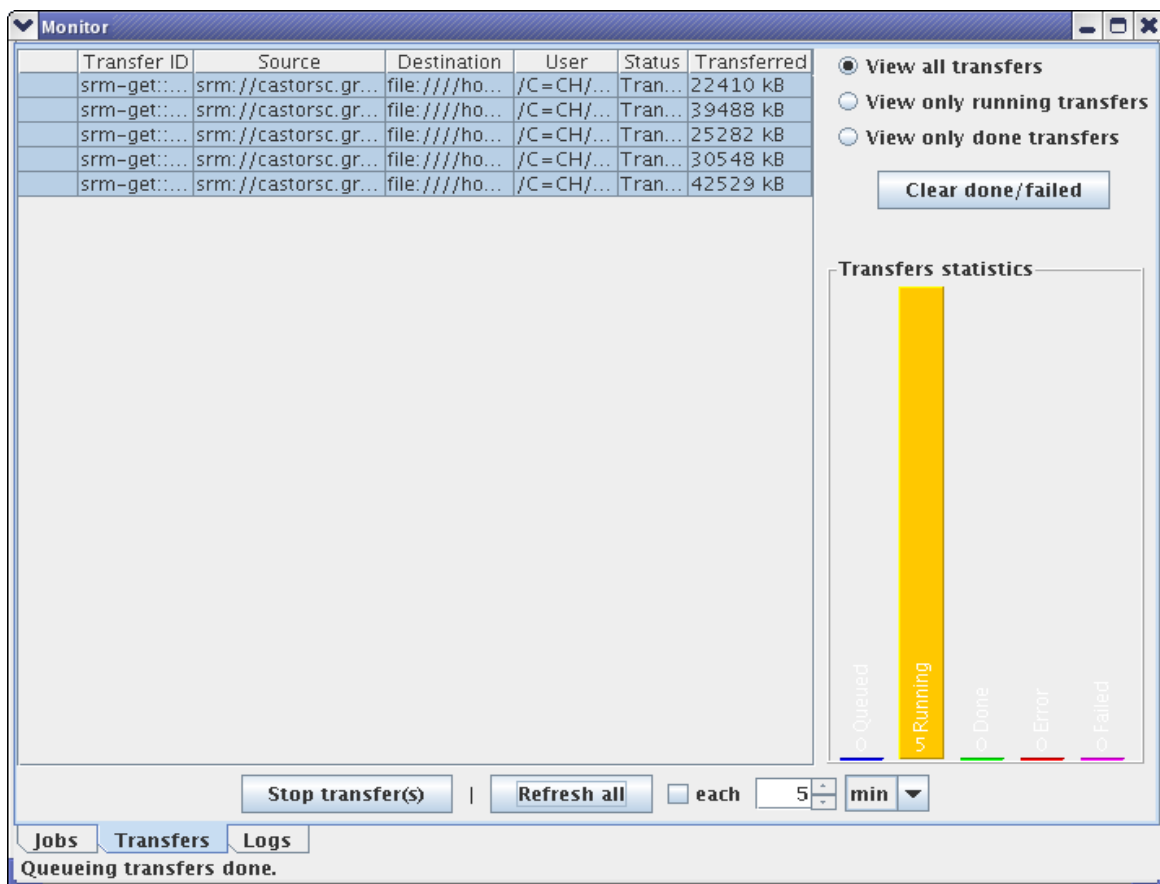 Monitor
Transfer ID Source Destination User Status Transferred
srm-get::... srm://castorsc.gr... file:////ho... /C=CH/... Tran... 22410 kB
srm-get::... srm://castorsc.gr... file:////ho... /C=CH/... Tran... 39488 kB
srm-get::... srm://castorsc.gr... file:////ho... /C=CH/... Tran... 25282 kB
srm-get::... srm://castorsc.gr... file:////ho... /C=CH/... Tran... 30548 kB
srm-get::... srm://castorsc.gr... file:////ho... /C=CH/... Tran... 42529 kB
View all transfers
View only running transfers
View only done transfers
Clear done/failed
Transfers statistics
0 Queued
5 Running
0 Done
0 Error
0 Failed
Stop transfer(s) | Refresh all each 5 min
Jobs Transfers Logs
Queueing transfers done.